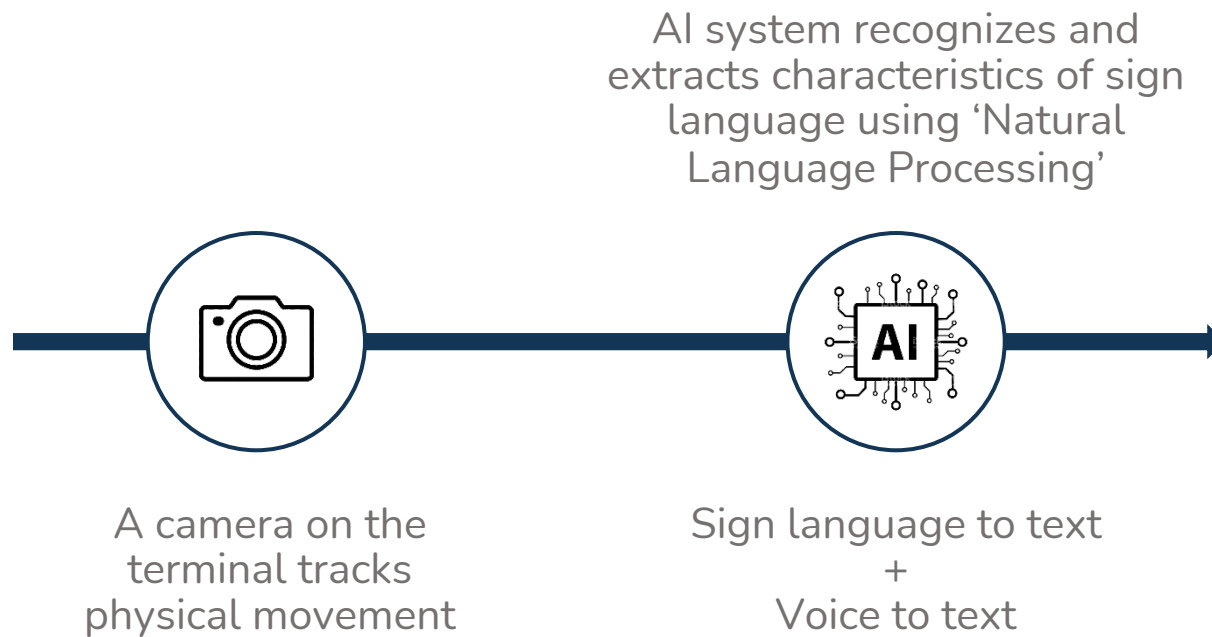 AI system recognizes and
extracts characteristics of sign
language using ‘Natural
Language Processing’
AI
A camera on the
terminal tracks
physical movement
Sign language to text
+
Voice to text